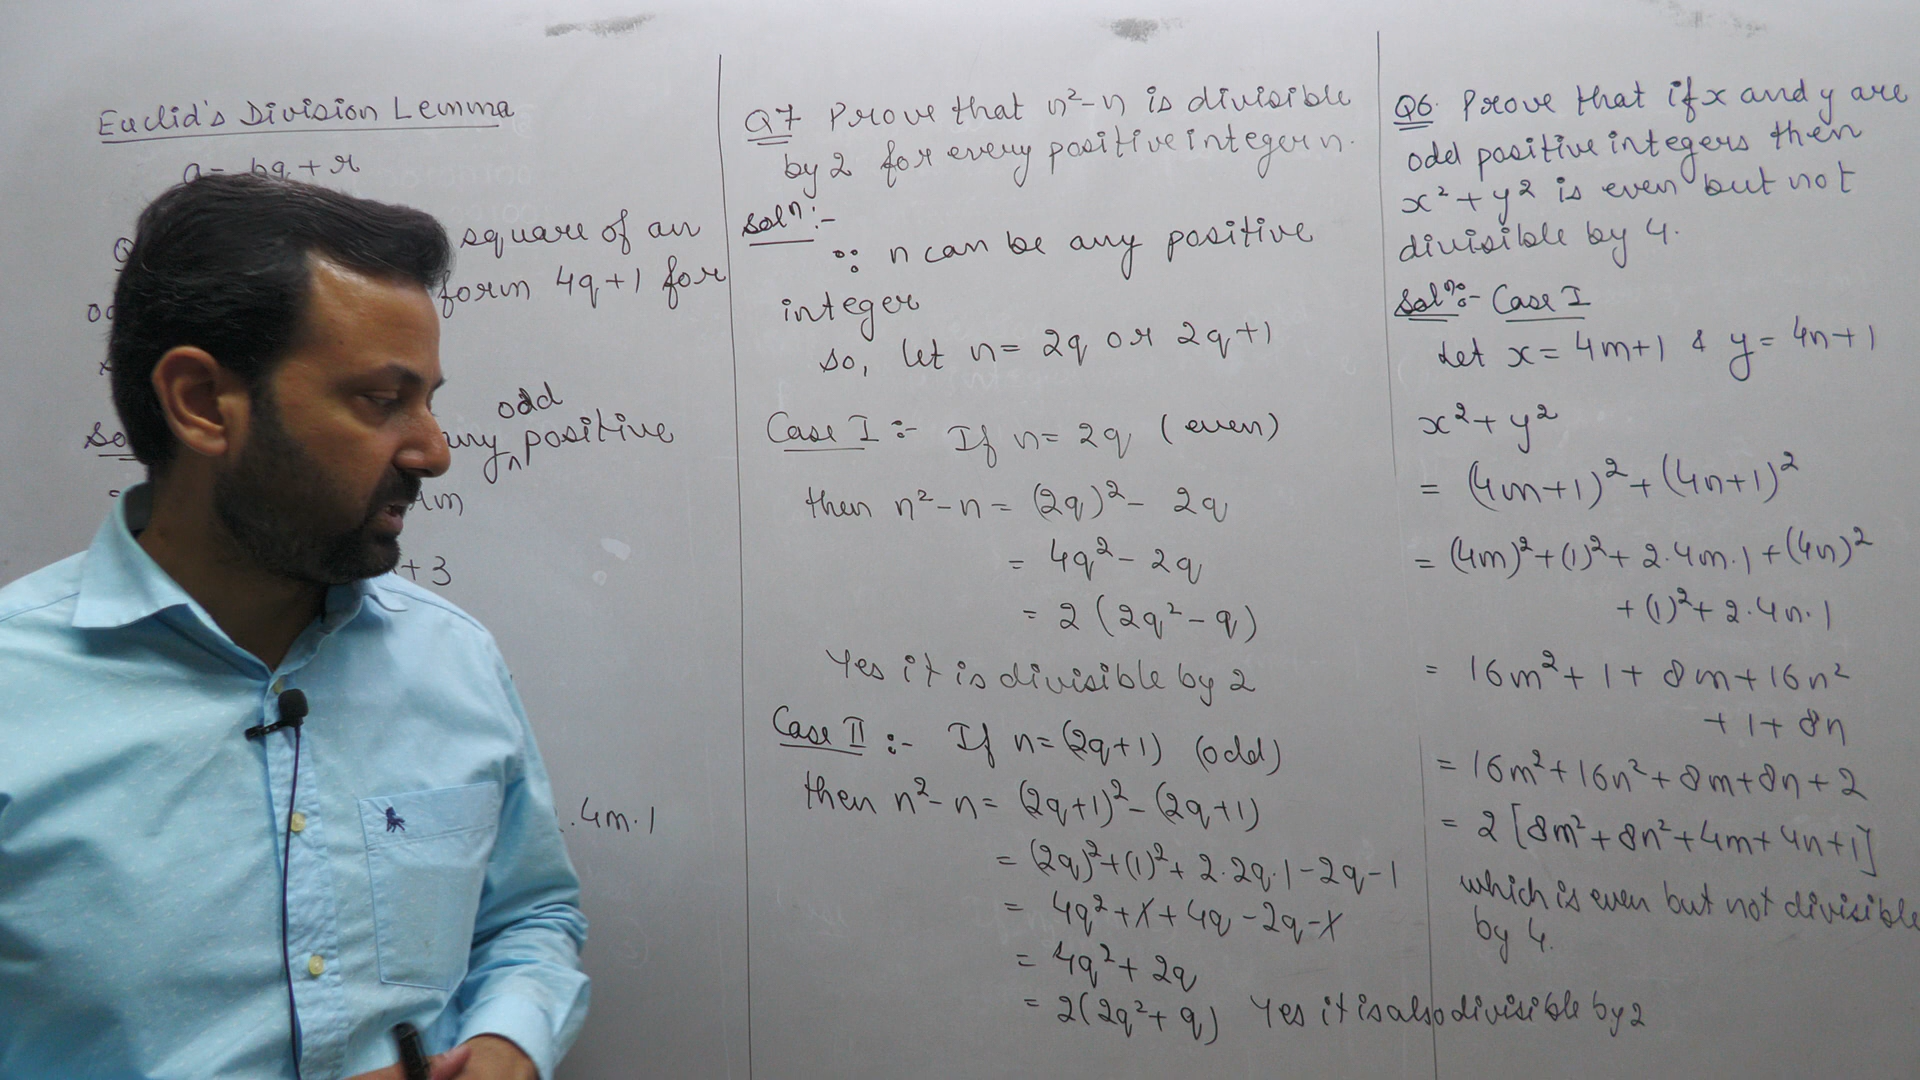 Euclid's Division Lemma
a = bq + r
square of an
form 4q+1 for
odd
positive
4m
+ 3
. 4m. 1
Q7 Prove that n²-n is divisible
by 2 for every positive integer n.
Solⁿ:-
∵ n can be any positive
integer
so, let n = 2q or 2q+1
Case I :- If n = 2q (even)
then n²-n = (2q)² - 2q
= 4q² - 2q
= 2 (2q² - q)
Yes it is divisible by 2
Case II :- If n = (2q+1) (odd)
then n²-n = (2q+1)² - (2q+1)
= (2q)²+(1)²+ 2.2q.1-2q-1
= 4q²+1+4q-2q-1
= 4q²+2q
= 2(2q²+q) Yes it is also divisible by 2
Q6. Prove that if x and y are
odd positive integers then
x²+y² is even but not
divisible by 4.
Solⁿ:- Case I
Let x = 4m+1 & y = 4n+1
x²+y²
= (4m+1)²+(4n+1)²
= (4m)²+(1)²+ 2.4m.1+(4n)²
+(1)²+ 2.4n.1
= 16m²+1+8m+16n²
+1+8n
= 16m²+16n²+8m+8n+2
= 2[8m²+8n²+4m+4n+1]
which is even but not divisible
by 4.